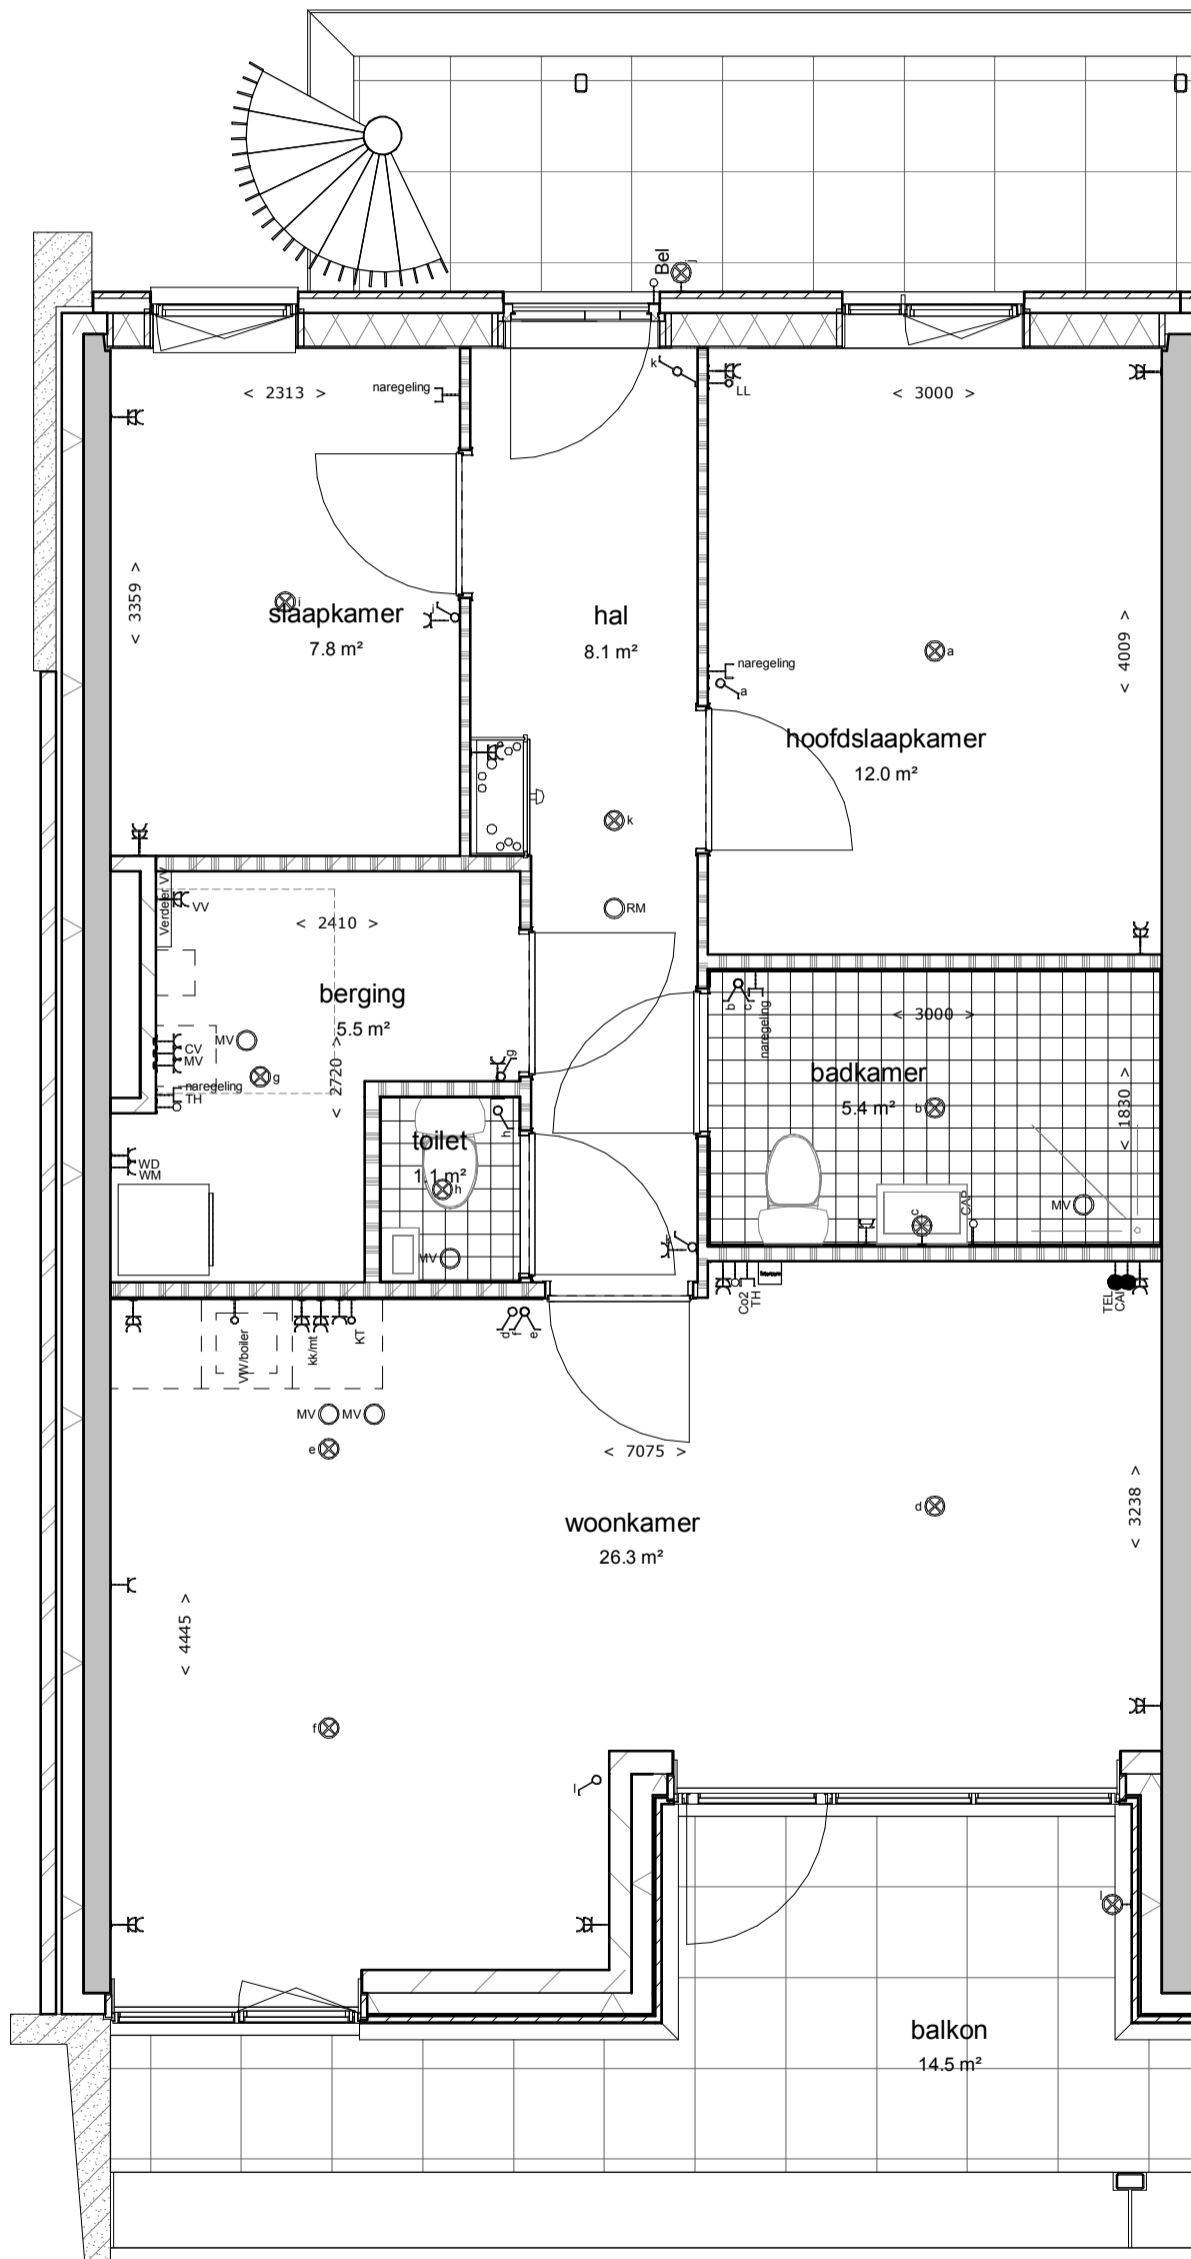 Bel
j
k
naregeling
< 2313 >
LL
< 3000 >
< 3359 >
i
slaapkamer
7.8 m²
i
hal
8.1 m²
a
naregeling
a
< 4009 >
hoofdslaapkamer
12.0 m²
k
RM
Verdeler VV
VV
< 2410 >
berging
5.5 m²
MV
CV
MV
g
naregeling
TH
< 2720 >
g
b
c
naregeling
< 3000 >
badkamer
5.4 m²
b
< 1830 >
WD
WM
toilet
1.1 m²
h
h
MV
c
CAP
MV
Co2
TH
TEL
CAI
VW/boiler
kk/mt
KT
d
f
e
MV
MV
e
< 7075 >
d
< 3238 >
woonkamer
26.3 m²
< 4445 >
f
l
l
balkon
14.5 m²